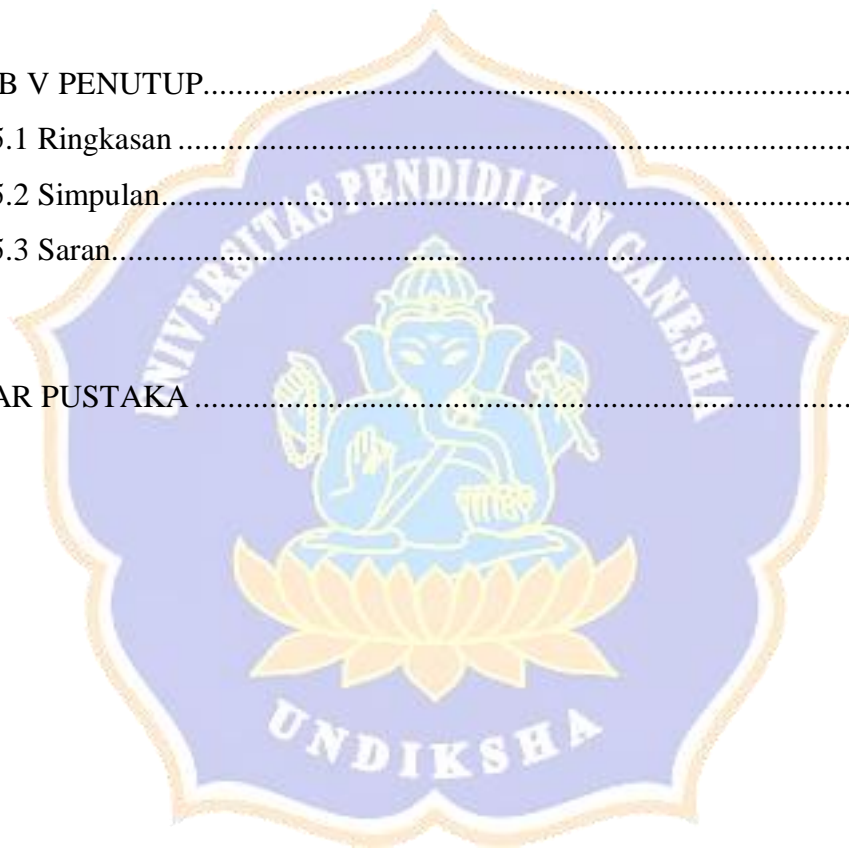 B V PENUTUP
5.1 Ringkasan
5.2 Simpulan
5.3 Saran
AR PUSTAKA
UNIVERSITAS PENDIDIKAN GANESHA
UNDIKSHA